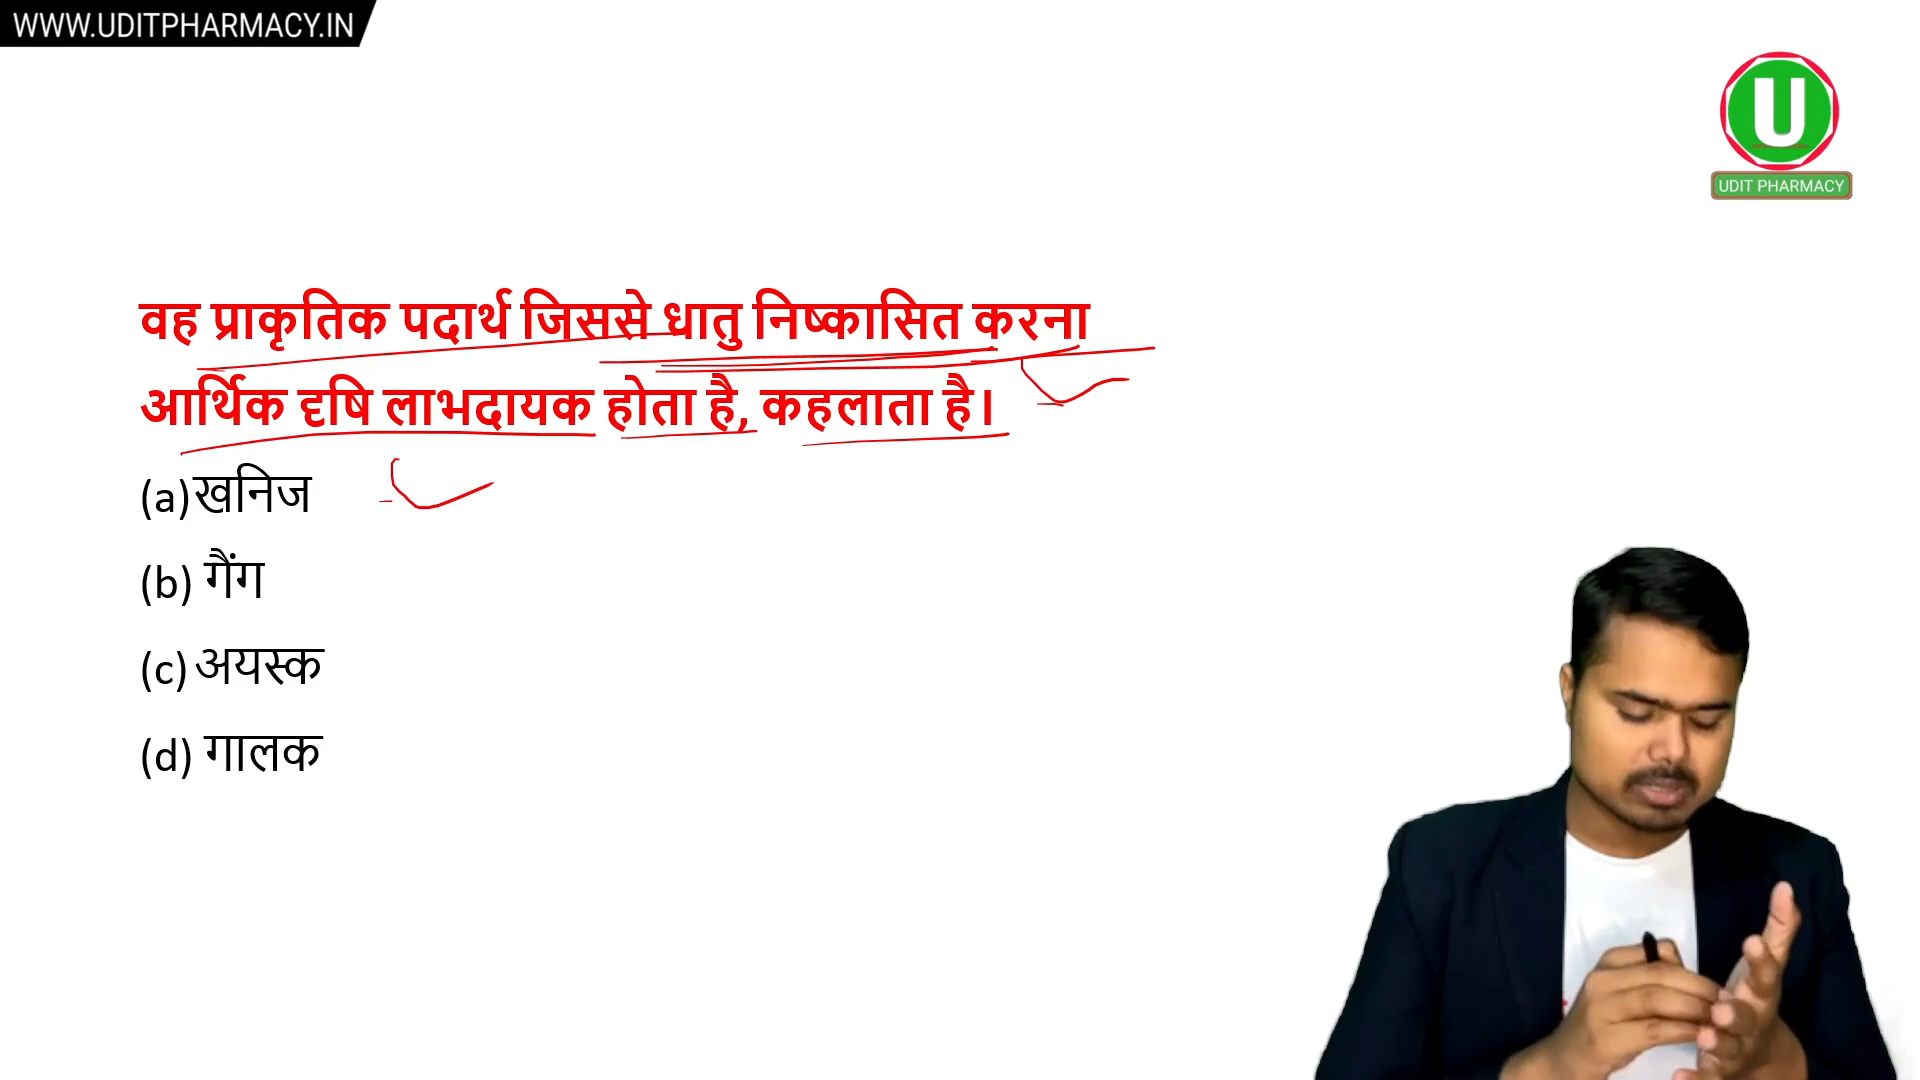 WWW.UDITPHARMACY.IN
U
UDIT PHARMACY
वह प्राकृतिक पदार्थ जिससे धातु निष्कासित करना
आर्थिक दृषि लाभदायक होता है, कहलाता है।
(a)खनिज
(b) गैंग
(c) अयस्क
(d) गालक